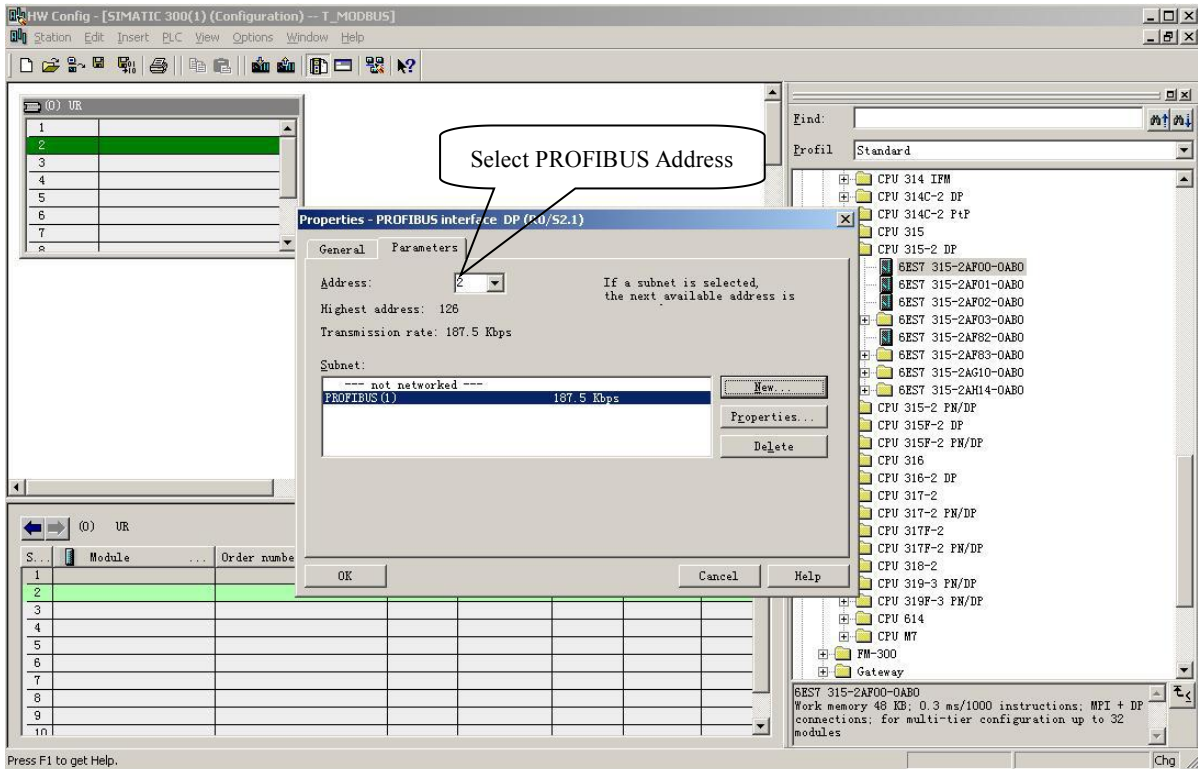 HW Config - [SIMATIC 300(1) (Configuration) -- T_MODBUS]
Station Edit Insert PLC View Options Window Help
(0) UR
1
2
3
4
5
6
7
8
Select PROFIBUS Address
Find:
Profil Standard
CPU 314 IFM
CPU 314C-2 DP
CPU 314C-2 PtP
CPU 315
CPU 315-2 DP
6ES7 315-2AF00-0AB0
6ES7 315-2AF01-0AB0
6ES7 315-2AF02-0AB0
6ES7 315-2AF03-0AB0
6ES7 315-2AF82-0AB0
6ES7 315-2AF83-0AB0
6ES7 315-2AG10-0AB0
6ES7 315-2AH14-0AB0
CPU 315-2 PN/DP
CPU 315F-2 DP
CPU 315F-2 PN/DP
CPU 316
CPU 316-2 DP
CPU 317-2
CPU 317-2 PN/DP
CPU 317F-2
CPU 317F-2 PN/DP
CPU 318-2
CPU 319-3 PN/DP
CPU 319F-3 PN/DP
CPU 614
CPU M7
FM-300
Gateway
Properties - PROFIBUS interface DP (R0/S2.1)
General Parameters
Address: 2
If a subnet is selected,
the next available address is
Highest address: 126
Transmission rate: 187.5 Kbps
Subnet:
--- not networked ---
PROFIBUS(1) 187.5 Kbps
New...
Properties...
Delete
OK Cancel Help
(0) UR
S... Module ... Order numbe
1
2
3
4
5
6
7
8
9
10
6ES7 315-2AF00-0AB0
Work memory 48 KB; 0.3 ms/1000 instructions; MPI + DP
connections; for multi-tier configuration up to 32
modules
Press F1 to get Help.
Chg